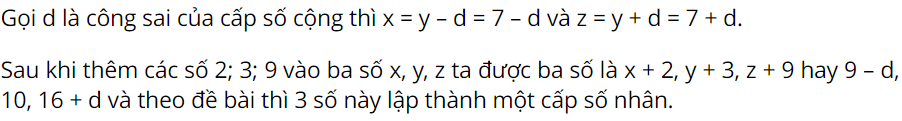 Gọi d là công sai của cấp số cộng thì x = y – d = 7 – d và z = y + d = 7 + d.
Sau khi thêm các số 2; 3; 9 vào ba số x, y, z ta được ba số là x + 2, y + 3, z + 9 hay 9 – d,
10, 16 + d và theo đề bài thì 3 số này lập thành một cấp số nhân.